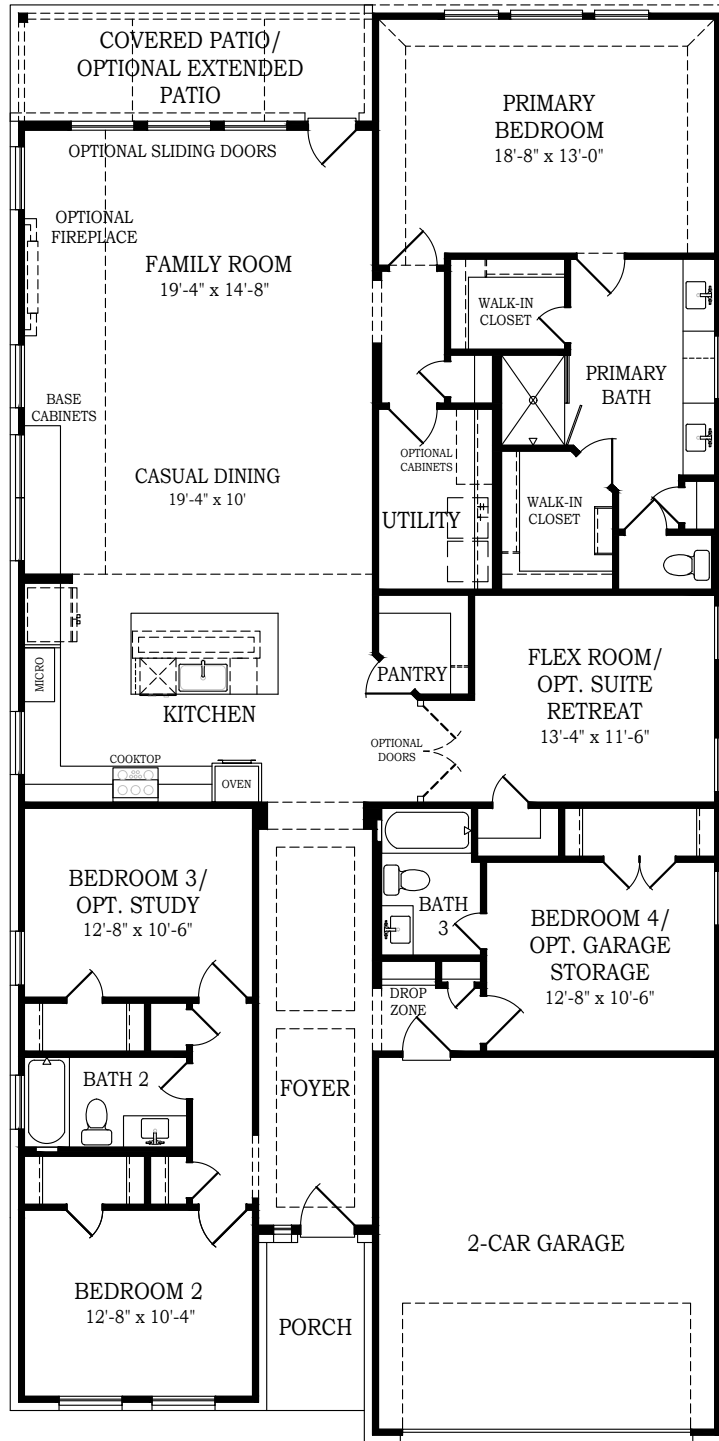 COVERED PATIO/
OPTIONAL EXTENDED
PATIO
OPTIONAL SLIDING DOORS
PRIMARY
BEDROOM
18'-8" x 13'-0"
OPTIONAL
FIREPLACE
FAMILY ROOM
19'-4" x 14'-8"
WALK-IN
CLOSET
PRIMARY
BATH
BASE
CABINETS
CASUAL DINING
19'-4" x 10'
OPTIONAL
CABINETS
UTILITY
WALK-IN
CLOSET
MICRO
KITCHEN
COOKTOP
OVEN
PANTRY
OPTIONAL
DOORS
FLEX ROOM/
OPT. SUITE
RETREAT
13'-4" x 11'-6"
BEDROOM 3/
OPT. STUDY
12'-8" x 10'-6"
BATH
3
BEDROOM 4/
OPT. GARAGE
STORAGE
12'-8" x 10'-6"
DROP
ZONE
BATH 2
FOYER
BEDROOM 2
12'-8" x 10'-4"
PORCH
2-CAR GARAGE